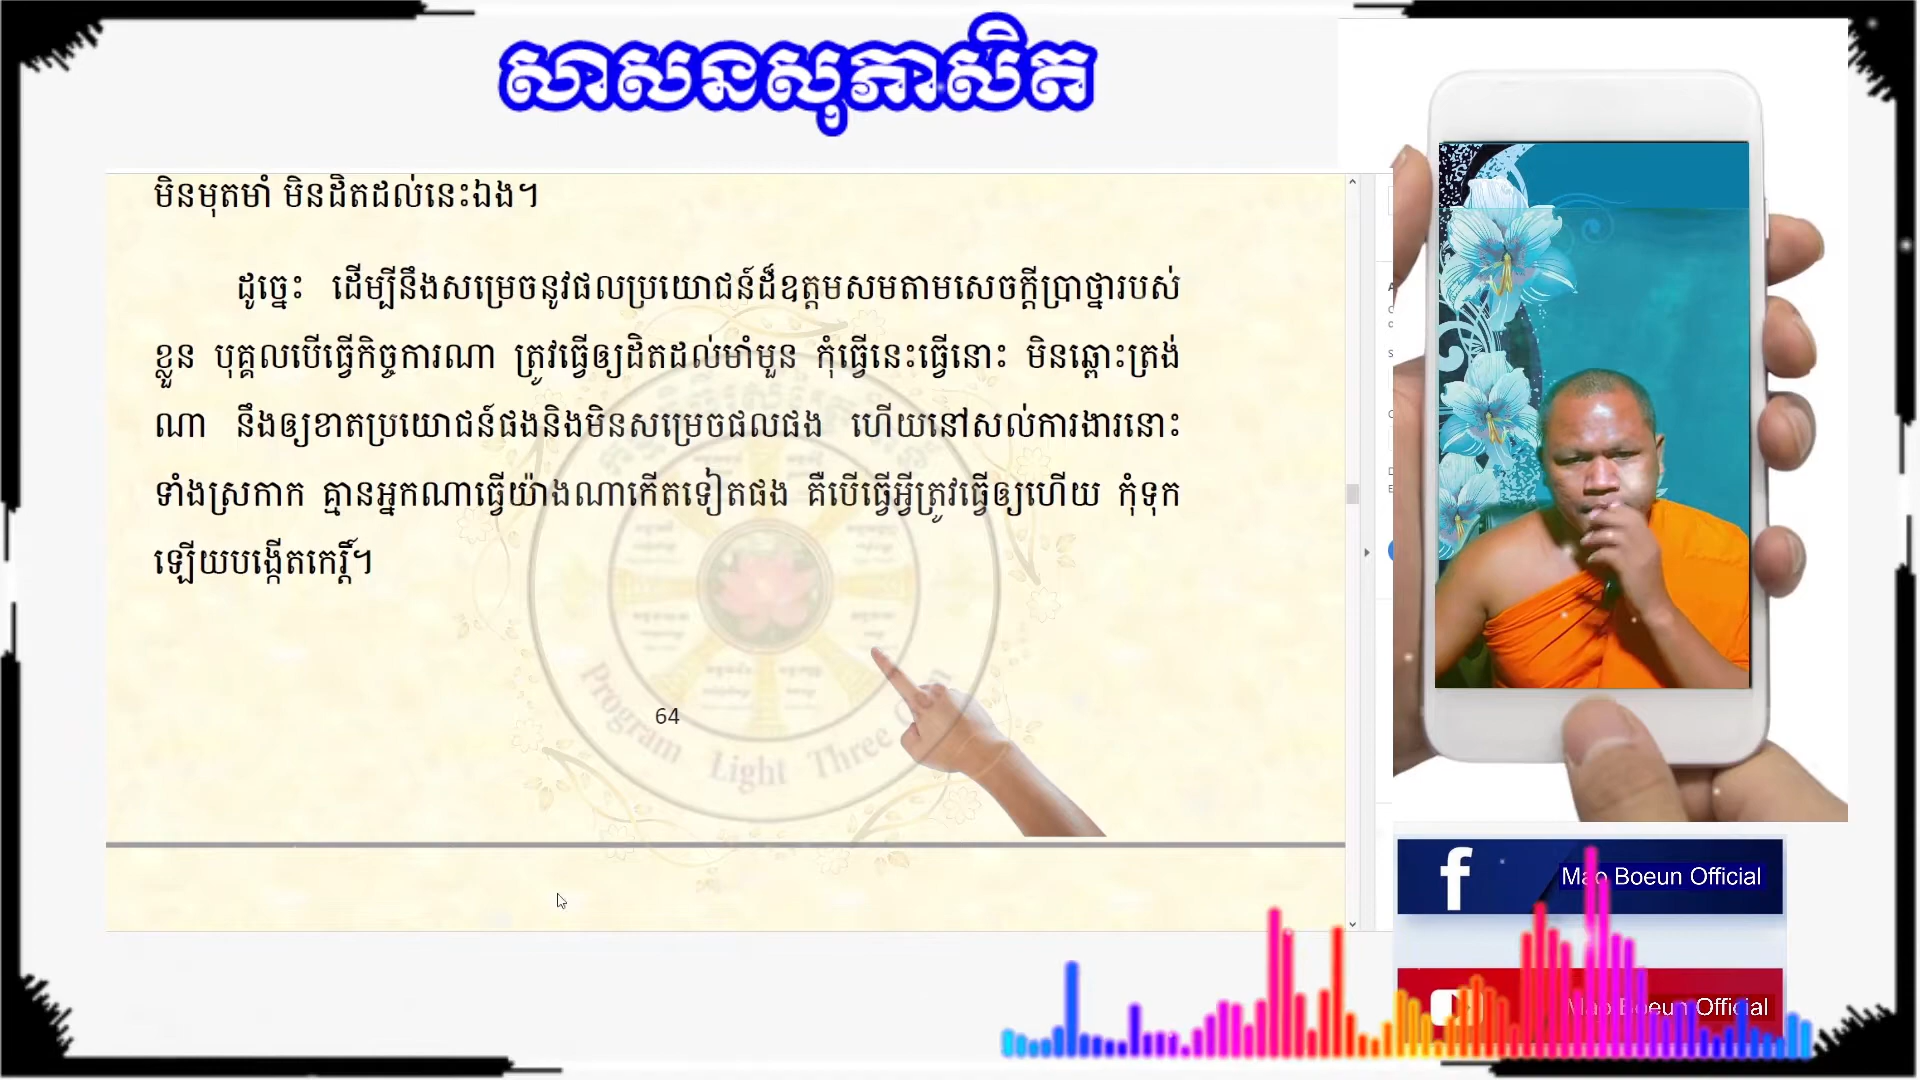 សាសនសុភាសិត
មិនមុតមាំ មិនដិតដល់នេះឯង។
ដូច្នេះ ដើម្បីនឹងសម្រេចនូវផលប្រយោជន៍ដ៏ឧត្តមសមតាមសេចក្តីប្រាថ្នារបស់
ខ្លួន បុគ្គលបើធ្វើកិច្ចការណា ត្រូវធ្វើឲ្យដិតដល់មាំមួន កុំធ្វើនេះធ្វើនោះ មិនឆ្ពោះត្រង់
ណា នឹងឲ្យខាតប្រយោជន៍ផងនិងមិនសម្រេចផលផង ហើយនៅសល់ការងារនោះ
ទាំងស្រកាក គ្មានអ្នកណាធ្វើយ៉ាងណាកើតទៀតផង គឺបើធ្វើអ្វីត្រូវធ្វើឲ្យហើយ កុំទុក
ឡើយបង្កើតកេរ្តិ៍។
64
Program Light Three
Mao Boeun Official
Mao Boeun Official